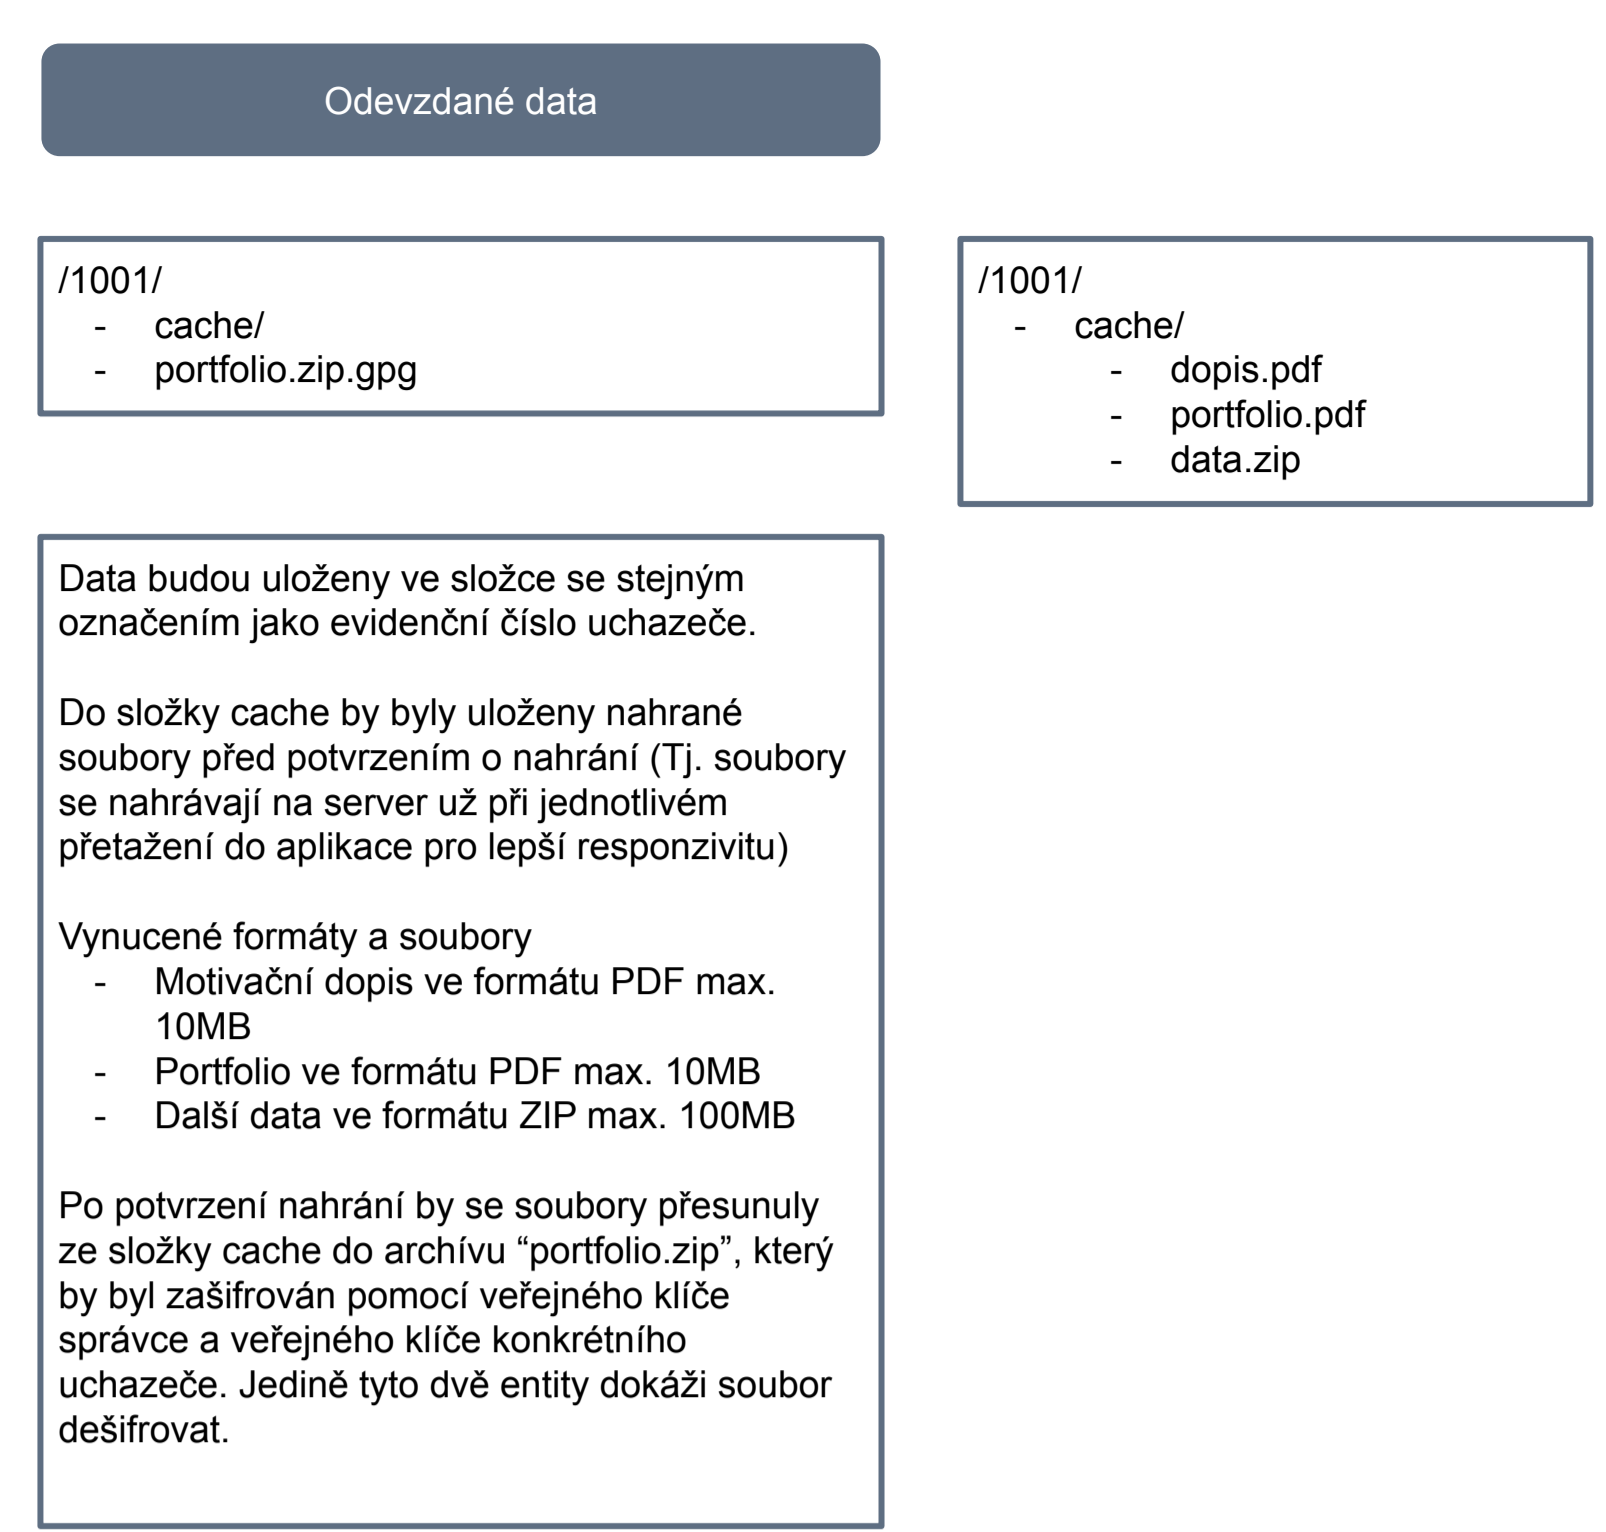 Odevzdané data
/1001/
- cache/
- portfolio.zip.gpg
/1001/
- cache/
- dopis.pdf
- portfolio.pdf
- data.zip
Data budou uloženy ve složce se stejným
označením jako evidenční číslo uchazeče.
Do složky cache by byly uloženy nahrané
soubory před potvrzením o nahrání (Tj. soubory
se nahrávají na server už při jednotlivém
přetažení do aplikace pro lepší responzivitu)
Vynucené formáty a soubory
- Motivační dopis ve formátu PDF max.
10MB
- Portfolio ve formátu PDF max. 10MB
- Další data ve formátu ZIP max. 100MB
Po potvrzení nahrání by se soubory přesunuly
ze složky cache do archívu “portfolio.zip”, který
by byl zašifrován pomocí veřejného klíče
správce a veřejného klíče konkrétního
uchazeče. Jedině tyto dvě entity dokáži soubor
dešifrovat.